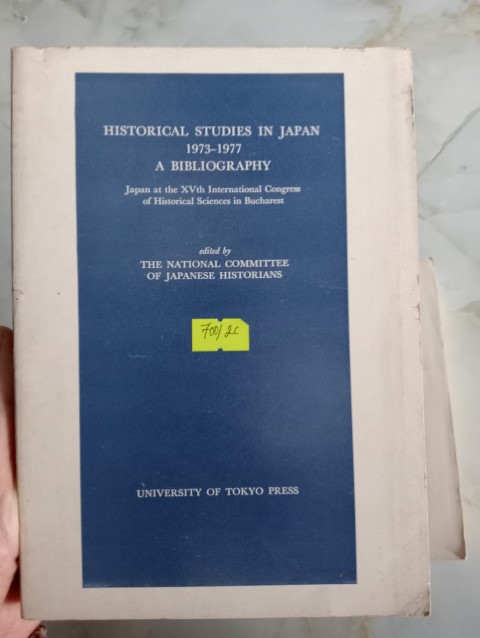 HISTORICAL STUDIES IN JAPAN
1973–1977
A BIBLIOGRAPHY
Japan at the XVth International Congress
of Historical Sciences in Bucharest
edited by
THE NATIONAL COMMITTEE
OF JAPANESE HISTORIANS
700/2c
UNIVERSITY OF TOKYO PRESS